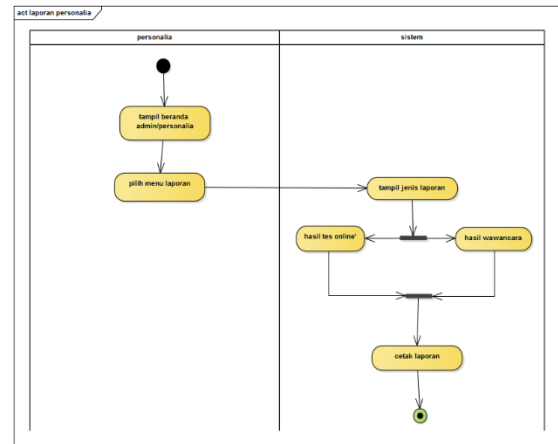 act laporan personalia
personalia
sistem
tampil beranda
admin/personalia
pilih menu laporan
tampil jenis laporan
hasil tes online'
hasil wawancara
cetak laporan